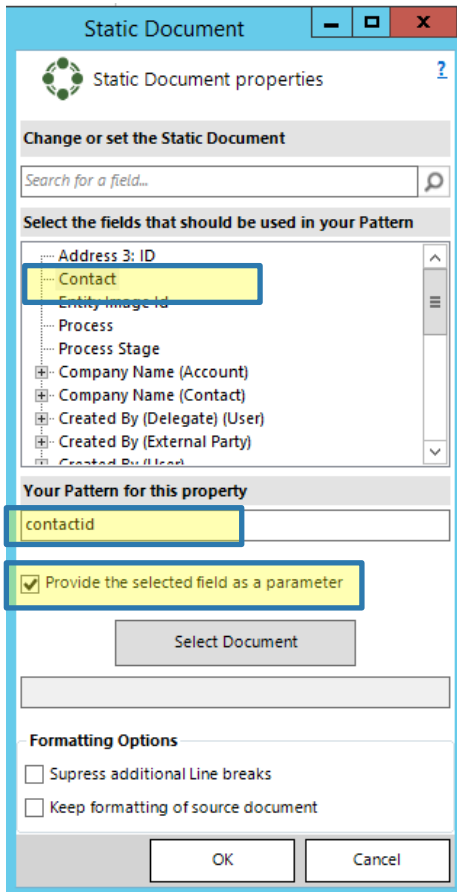 Static Document
Static Document properties
?
Change or set the Static Document
Search for a field...
Select the fields that should be used in your Pattern
Address 3: ID
Contact
Entity Image Id
Process
Process Stage
Company Name (Account)
Company Name (Contact)
Created By (Delegate) (User)
Created By (External Party)
Created By (User)
Your Pattern for this property
contactid
Provide the selected field as a parameter
Select Document
Formatting Options
Supress additional Line breaks
Keep formatting of source document
OK
Cancel